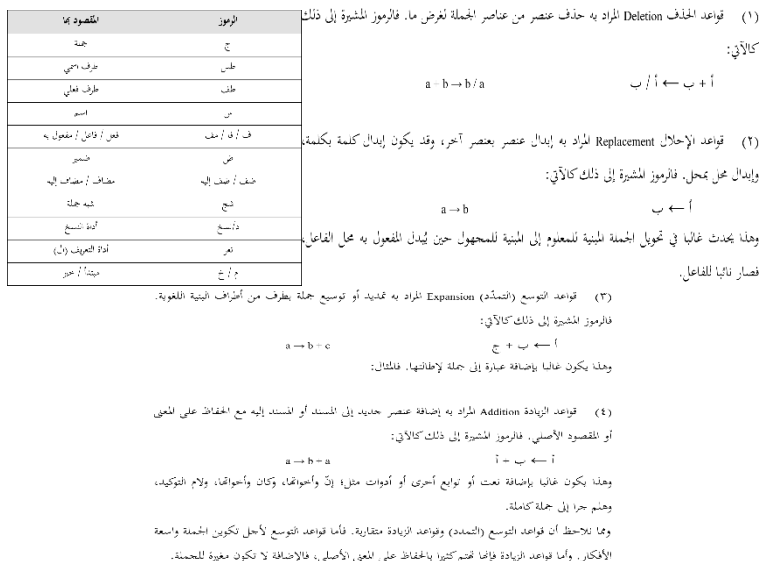 (١) قواعد الحذف Deletion المراد به حذف عنصر من عناصر الجملة لغرض ما. فالرموز المشيرة إلى ذلك
كالآتي:
أ + ب ← أ / ب a – b → b / a
(٢) قواعد الإحلال Replacement المراد به إبدال عنصر بعنصر آخر، وقد يكون إبدال كلمة بكلمة،
وإبدال محل بمحل. فالرموز المشيرة إلى ذلك كالآتي:
أ ← ب a → b
وهذا يحدث غالبا في تحويل الجملة المبنية للمعلوم إلى المبنية للمجهول حين يُبدل المفعول به محل الفاعل،
فصار نائبا للفاعل.
الرموز المقصود بها
ج جملة
طس طرف اسمي
طف طرف فعلي
س اسم
ف / فا / مف فعل / فاعل / مفعول به
ض ضمير
ضف / ضف إليه مضاف / مضاف إليه
شج شبه جملة
د/نسخ أداة النسخ
تعر أداة التعريف (ال)
م / خ مبتدأ / خبر
(٣) قواعد التوسع (التمدّد) Expansion المراد به تمديد أو توسيع جملة بطرف من أطراف البنية اللغوية.
فالرموز المشيرة إلى ذلك كالآتي:
أ ← ب + ج a → b + c
وهذا يكون غالبا بإضافة عبارة إلى جملة لإطالتها. فالمثال:
(٤) قواعد الزيادة Addition المراد به إضافة عنصر جديد إلى المسند أو المسند إليه مع الحفاظ على المعنى
أو المقصود الأصلي. فالرموز المشيرة إلى ذلك كالآتي:
أ ← ب + أ a → b + a
وهذا يكون غالبا بإضافة نعت أو توابع أخرى أو أدوات مثل؛ إنّ وأخواتها، وكان وأخواتها، ولام التوكيد،
وهلم جرا إلى جملة كاملة.
ومما نلاحظ أن قواعد التوسع (التمدد) وقواعد الزيادة متقاربة. فأما قواعد التوسع لأجل تكوين الجملة واسعة
الأفكار. وأما قواعد الزيادة فإنها تهتم كثيرا بالحفاظ على المعنى الأصلي، فالإضافة لا تكون مغيرة للجملة.